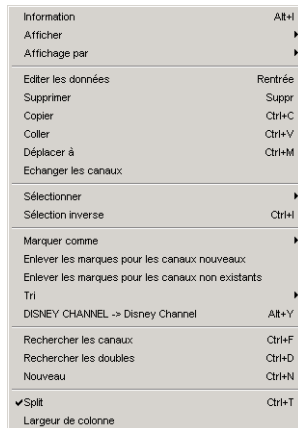 Information Alt+I
Afficher
Affichage par
Editer les données Rentrée
Supprimer Suppr
Copier Ctrl+C
Coller Ctrl+V
Déplacer à Ctrl+M
Echanger les canaux
Sélectionner
Sélection inverse Ctrl+I
Marquer comme
Enlever les marques pour les canaux nouveaux
Enlever les marques pour les canaux non existants
Tri
DISNEY CHANNEL -> Disney Channel Alt+Y
Rechercher les canaux Ctrl+F
Rechercher les doubles Ctrl+D
Nouveau Ctrl+N
Split Ctrl+T
Largeur de colonne